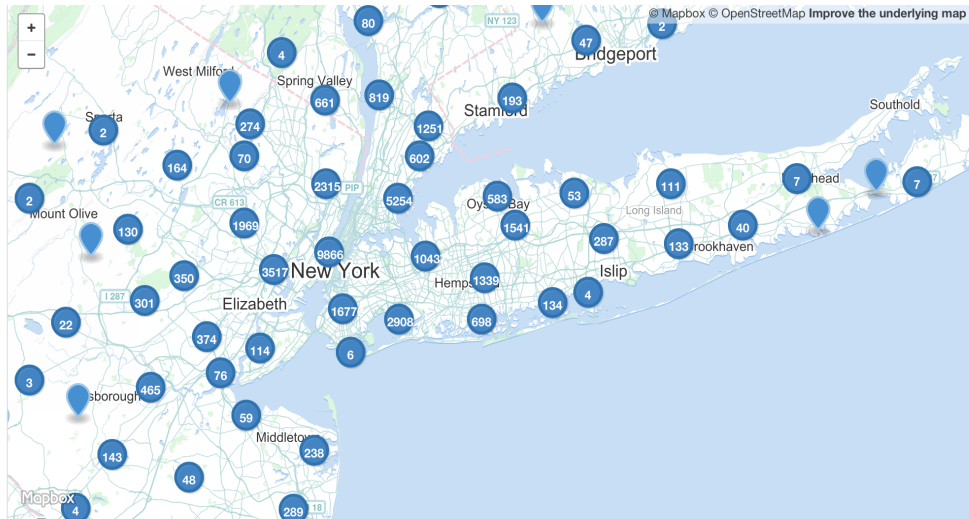 © Mapbox © OpenStreetMap Improve the underlying map
+
−
80
NY 123
2
47
4
Bridgeport
West Milford
Spring Valley
661
819
193
Stamford
Southold
274
1251
Sparta
2
70
602
164
2315
PIP
583
53
111
7
7
2
CR 613
5254
Oyster Bay
Long Island
Mount Olive
130
1969
1541
287
133
40
Brookhaven
9866
1043
350
3517
New York
1339
Islip
I 287
301
Elizabeth
4
134
1677
2908
698
22
374
114
6
3
76
465
sborough
59
Middletown
143
238
48
Mapbox
4
289
18